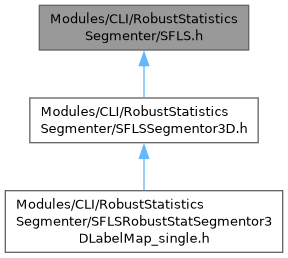 Modules/CLI/RobustStatistics
Segmenter/SFLS.h
Modules/CLI/RobustStatistics
Segmenter/SFLSSegmentor3D.h
Modules/CLI/RobustStatistics
Segmenter/SFLSRobustStatSegmentor3
DLabelMap_single.h